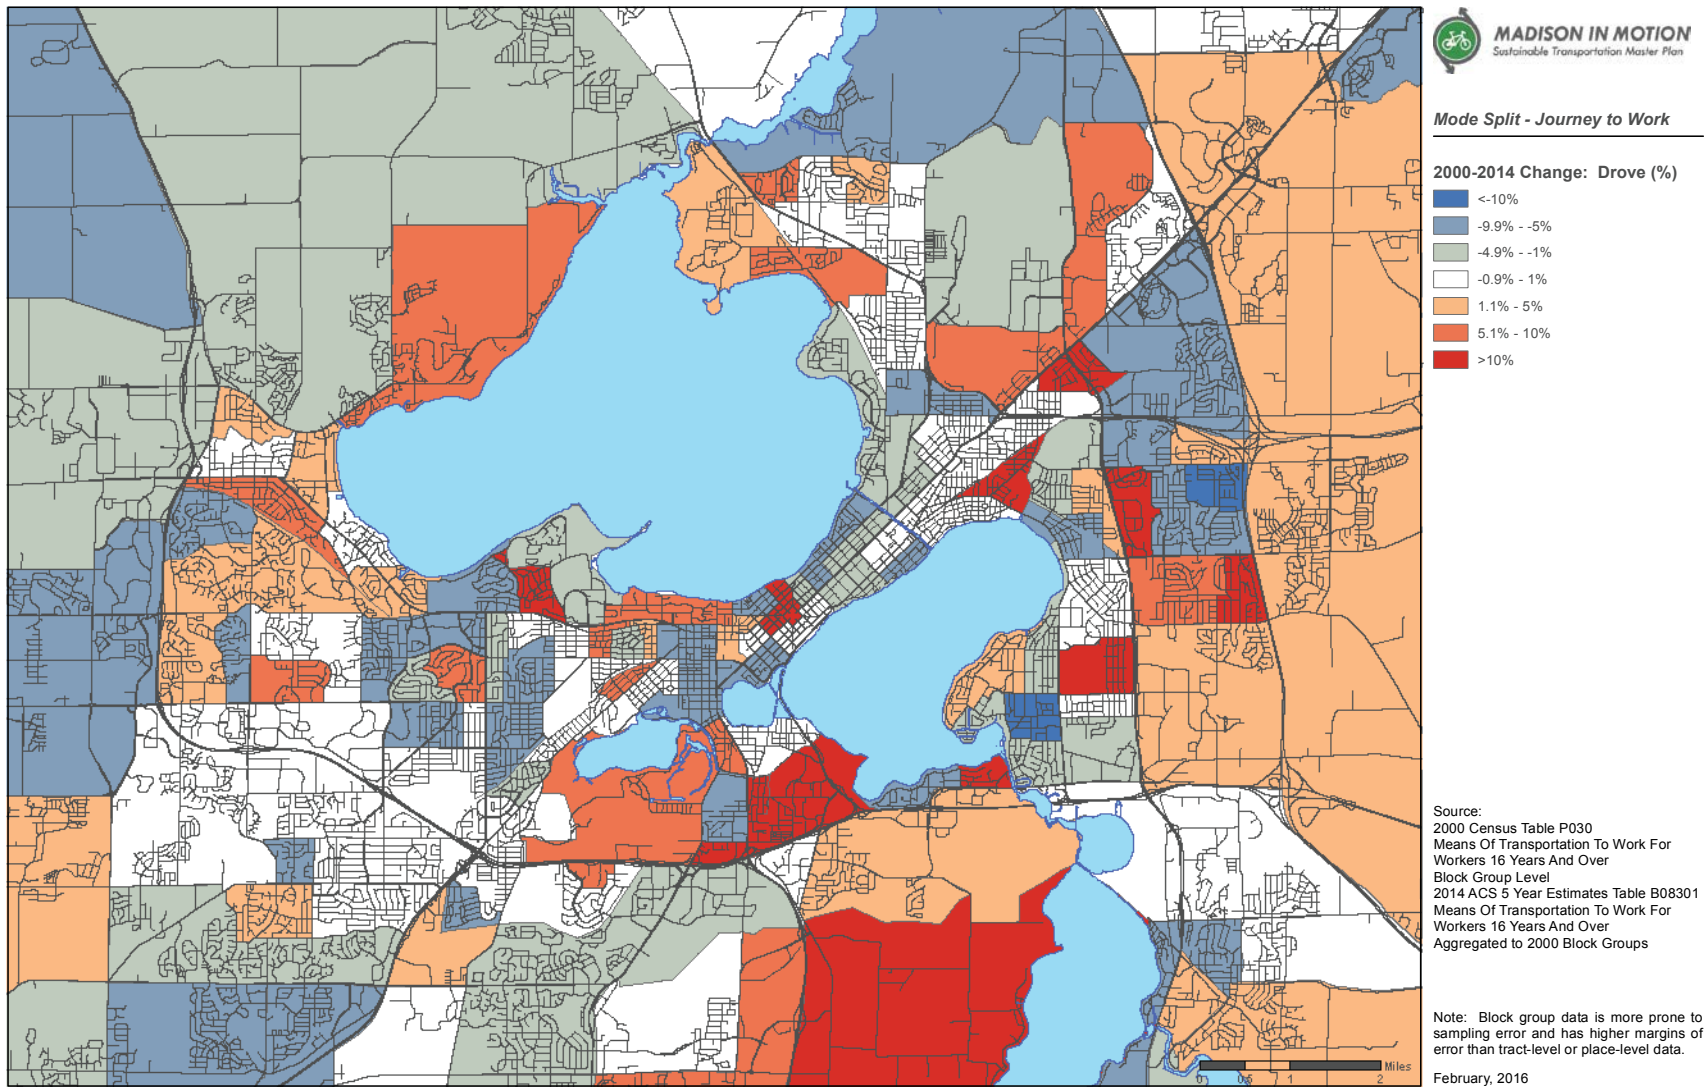 MADISON IN MOTION
Sustainable Transportation Master Plan
Mode Split - Journey to Work
2000-2014 Change: Drove (%)
<-10%
-9.9% - -5%
-4.9% - -1%
-0.9% - 1%
1.1% - 5%
5.1% - 10%
>10%
Source:
2000 Census Table P030
Means Of Transportation To Work For
Workers 16 Years And Over
Block Group Level
2014 ACS 5 Year Estimates Table B08301
Means Of Transportation To Work For
Workers 16 Years And Over
Aggregated to 2000 Block Groups
Note: Block group data is more prone to
sampling error and has higher margins of
error than tract-level or place-level data.
February, 2016
Miles
0 0.5 1 2